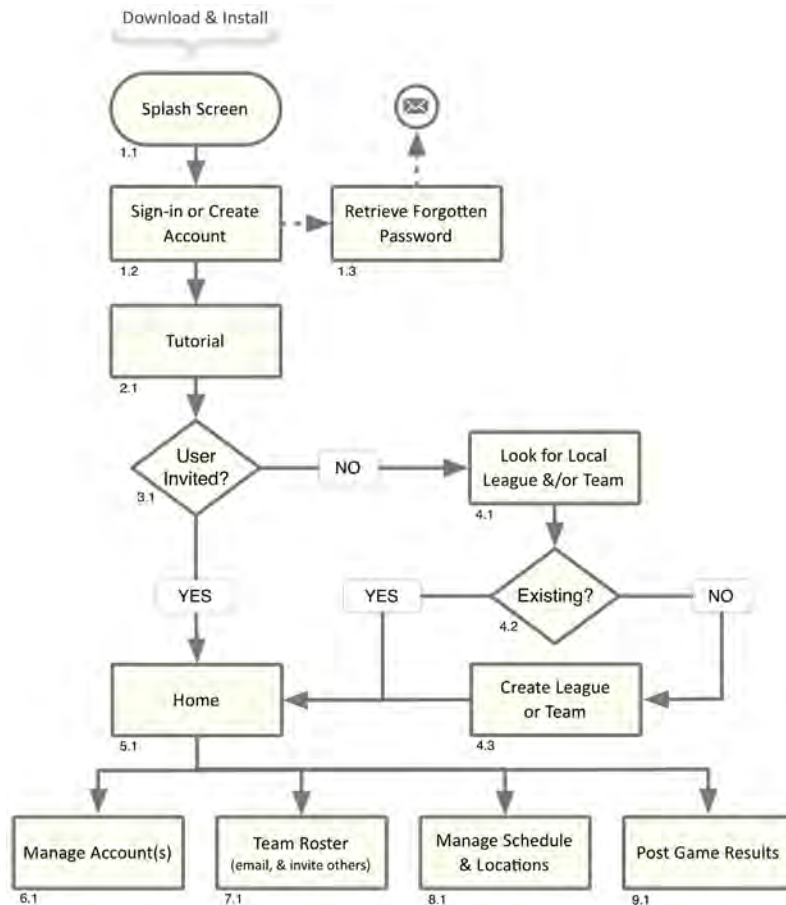 Download & Install
Splash Screen
1.1
Sign-in or Create
Account
1.2
Retrieve Forgotten
Password
1.3
Tutorial
2.1
User
Invited?
3.1
NO
Look for Local
League &/or Team
4.1
YES
YES
Existing?
4.2
NO
Home
5.1
Create League
or Team
4.3
Manage Account(s)
6.1
Team Roster
(email, & invite others)
7.1
Manage Schedule
& Locations
8.1
Post Game Results
9.1